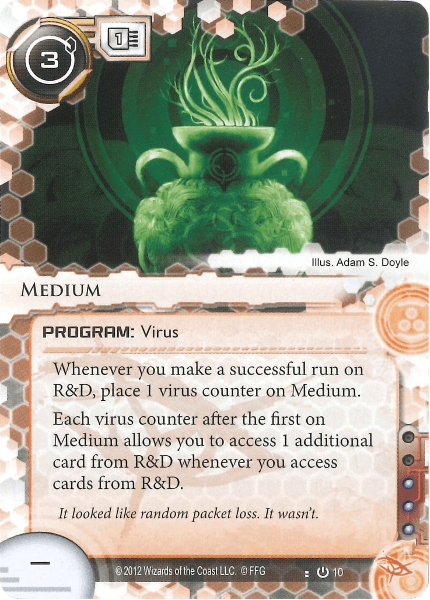 3
1
Illus. Adam S. Doyle
Medium
PROGRAM: Virus
Whenever you make a successful run on
R&D, place 1 virus counter on Medium.
Each virus counter after the first on
Medium allows you to access 1 additional
card from R&D whenever you access
cards from R&D.
It looked like random packet loss. It wasn't.
–
© 2012 Wizards of the Coast LLC. © FFG
10